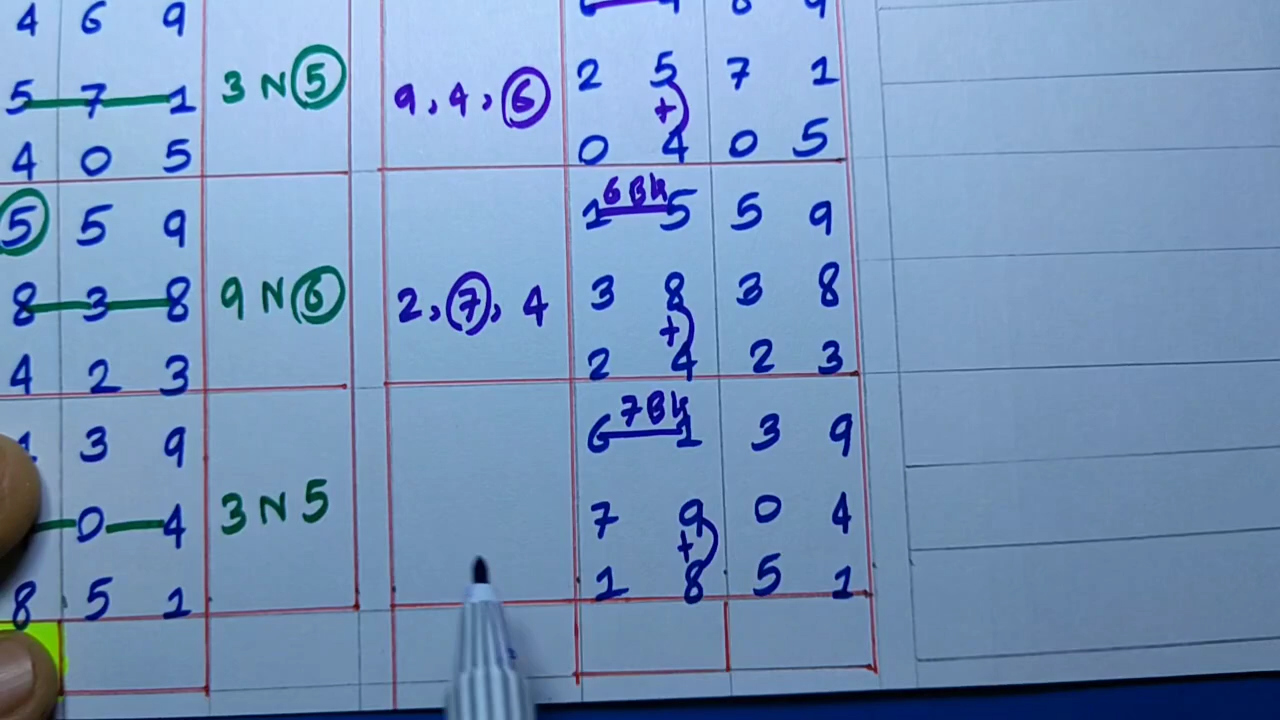 4 6 9
5 7 1 3 N 5 9, 4, 6 2 5 7 1
+
4 0 5 0 4 0 5
6 BK
5 5 9 1 5 5 9
8 3 8 9 N 6 2, 7, 4 3 8 3 8
+
4 2 3 2 4 2 3
7 BK
3 9 6 1 3 9
0 4 3 N 5 7 9 0 4
+
8 5 1 1 8 5 1